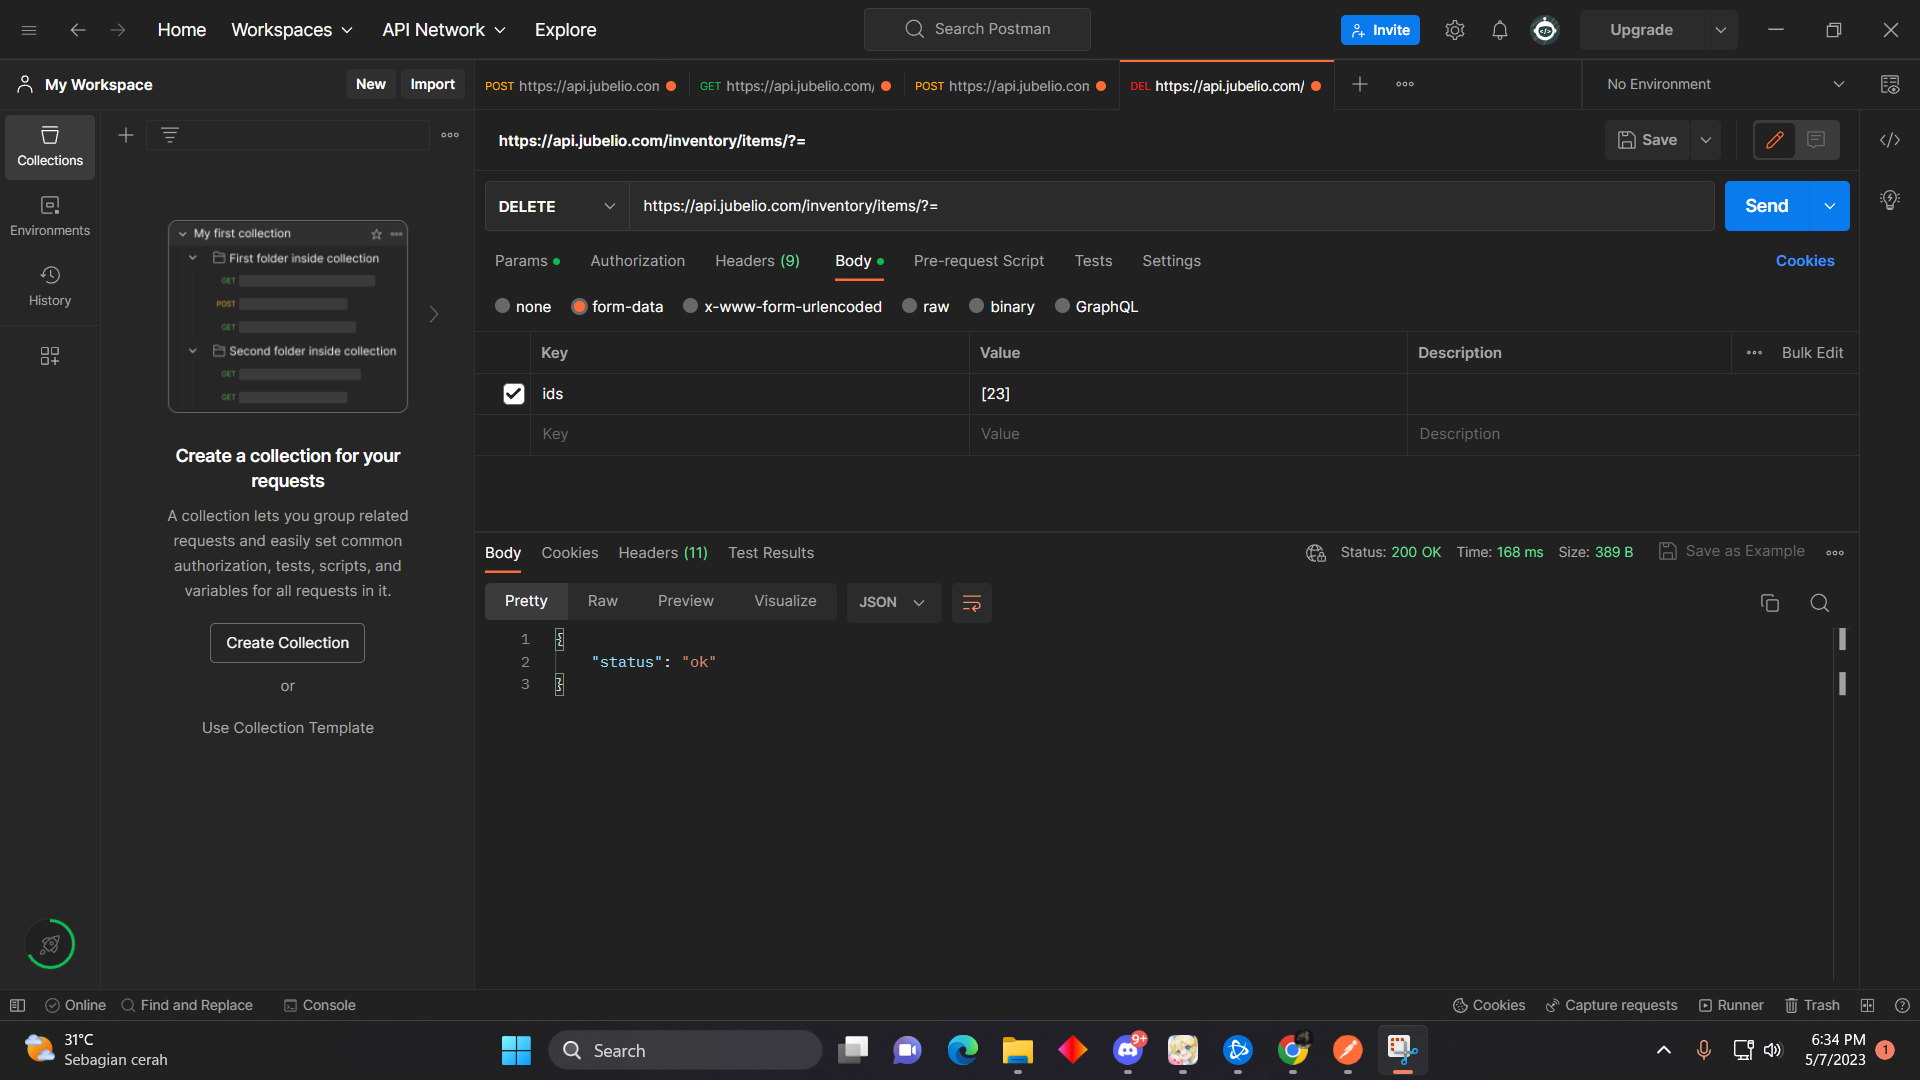 Home Workspaces API Network Explore Search Postman Invite Upgrade
My Workspace New Import POST https://api.jubelio.con GET https://api.jubelio.com/ POST https://api.jubelio.con DEL https://api.jubelio.com/ No Environment
Collections
Environments
History
My first collection
First folder inside collection
GET
POST
GET
Second folder inside collection
GET
GET
Create a collection for your
requests
A collection lets you group related
requests and easily set common
authorization, tests, scripts, and
variables for all requests in it.
Create Collection
or
Use Collection Template
https://api.jubelio.com/inventory/items/?= Save
DELETE https://api.jubelio.com/inventory/items/?= Send
Params Authorization Headers (9) Body Pre-request Script Tests Settings Cookies
none form-data x-www-form-urlencoded raw binary GraphQL
Key Value Description Bulk Edit
ids [23]
Key Value Description
Body Cookies Headers (11) Test Results Status: 200 OK Time: 168 ms Size: 389 B Save as Example
Pretty Raw Preview Visualize JSON
1 {
2 "status": "ok"
3 }
Online Find and Replace Console Cookies Capture requests Runner Trash
31°C
Sebagian cerah
Search
9+
6:34 PM
5/7/2023
1